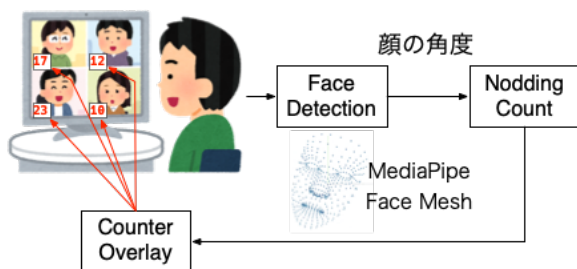 17
12
23
10
顔の角度
Face
Detection
Nodding
Count
MediaPipe
Face Mesh
Counter
Overlay